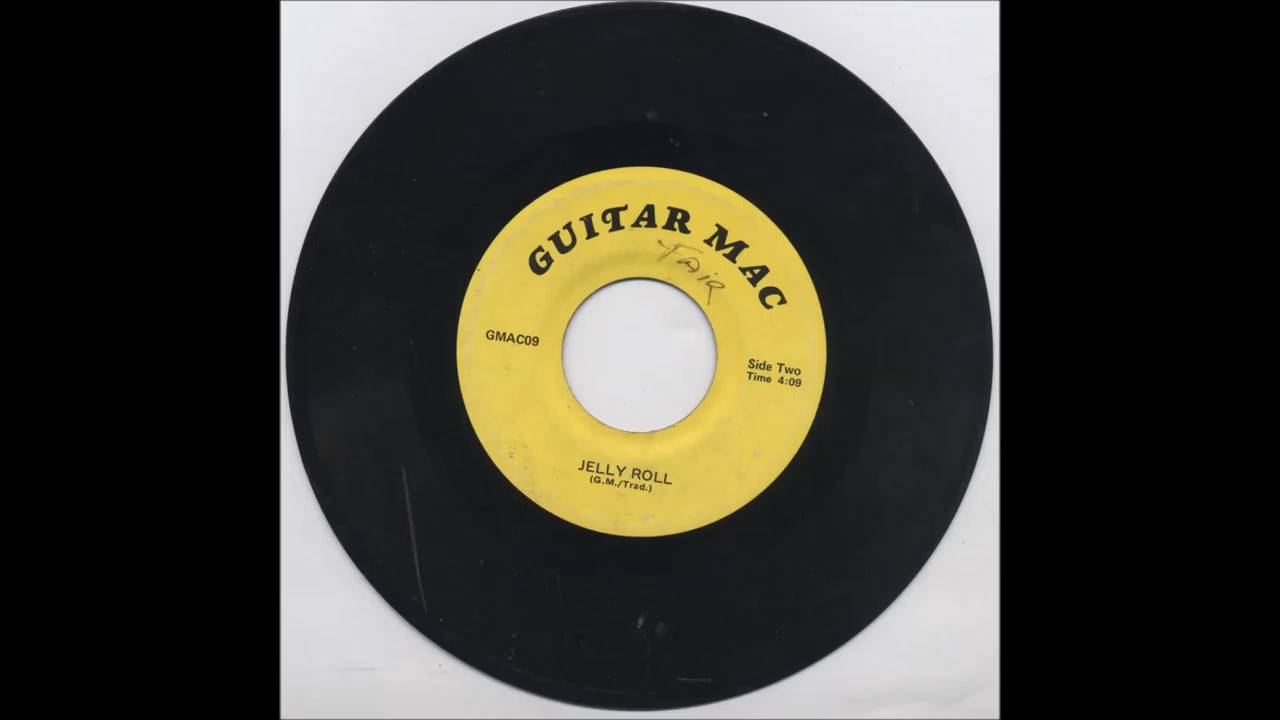 GUITAR MAC
Fair
GMAC09
Side Two
Time 4:09
JELLY ROLL
(G.M./Trad.)